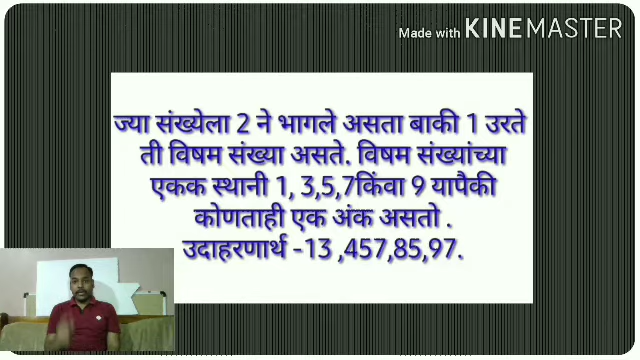 Made with KINEMASTER
ज्या संख्येला 2 ने भागले असता बाकी 1 उरते
ती विषम संख्या असते. विषम संख्यांच्या
एकक स्थानी 1, 3,5,7किंवा 9 यापैकी
कोणताही एक अंक असतो .
उदाहरणार्थ -13 ,457,85,97.